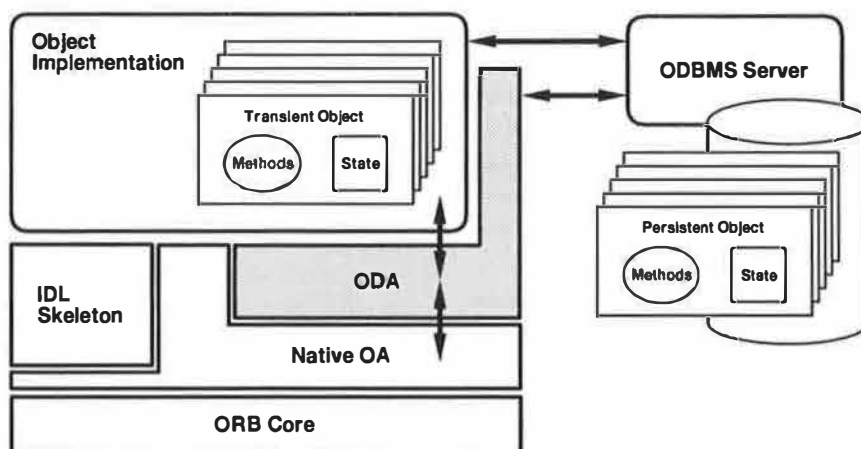 Object
Implementation
Transient Object
Methods
State
ODBMS Server
Persistent Object
Methods
State
IDL
Skeleton
ODA
Native OA
ORB Core